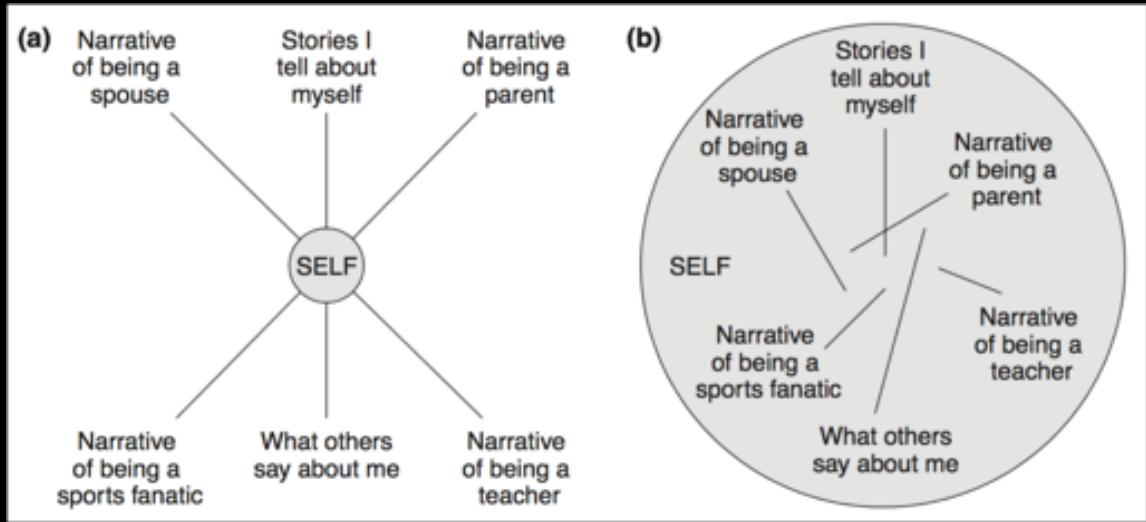 (a)
Narrative
of being a
spouse
Stories I
tell about
myself
Narrative
of being a
parent
SELF
Narrative
of being a
sports fanatic
What others
say about me
Narrative
of being a
teacher
(b)
Stories I
tell about
myself
Narrative
of being a
spouse
Narrative
of being a
parent
SELF
Narrative
of being a
sports fanatic
Narrative
of being a
teacher
What others
say about me